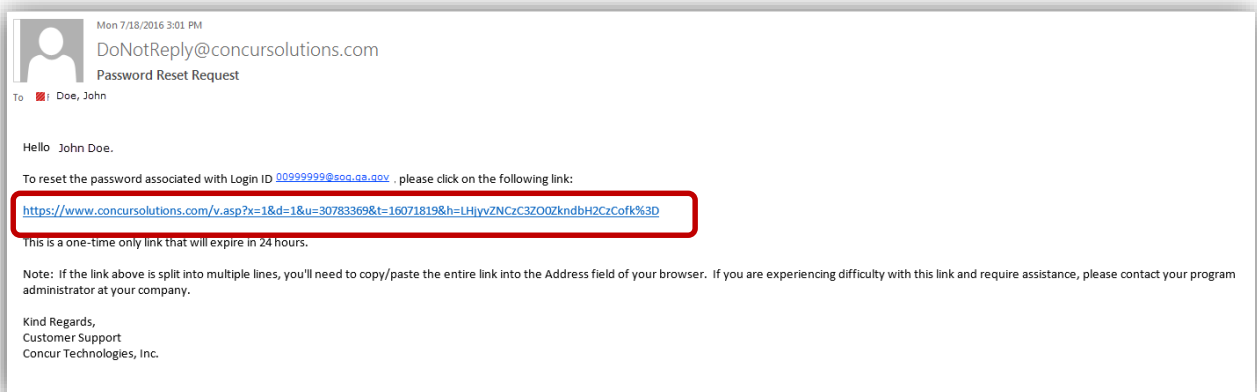 Mon 7/18/2016 3:01 PM
DoNotReply@concursolutions.com
Password Reset Request
To Doe, John
Hello John Doe.
To reset the password associated with Login ID 00999999@sog.ga.gov . please click on the following link:
https://www.concursolutions.com/v.asp?x=1&d=1&u=30783369&t=16071819&h=LHjyvZNCzC3ZO0ZkndbH2CzCofk%3D
This is a one-time only link that will expire in 24 hours.
Note: If the link above is split into multiple lines, you'll need to copy/paste the entire link into the Address field of your browser. If you are experiencing difficulty with this link and require assistance, please contact your program
administrator at your company.
Kind Regards,
Customer Support
Concur Technologies, Inc.